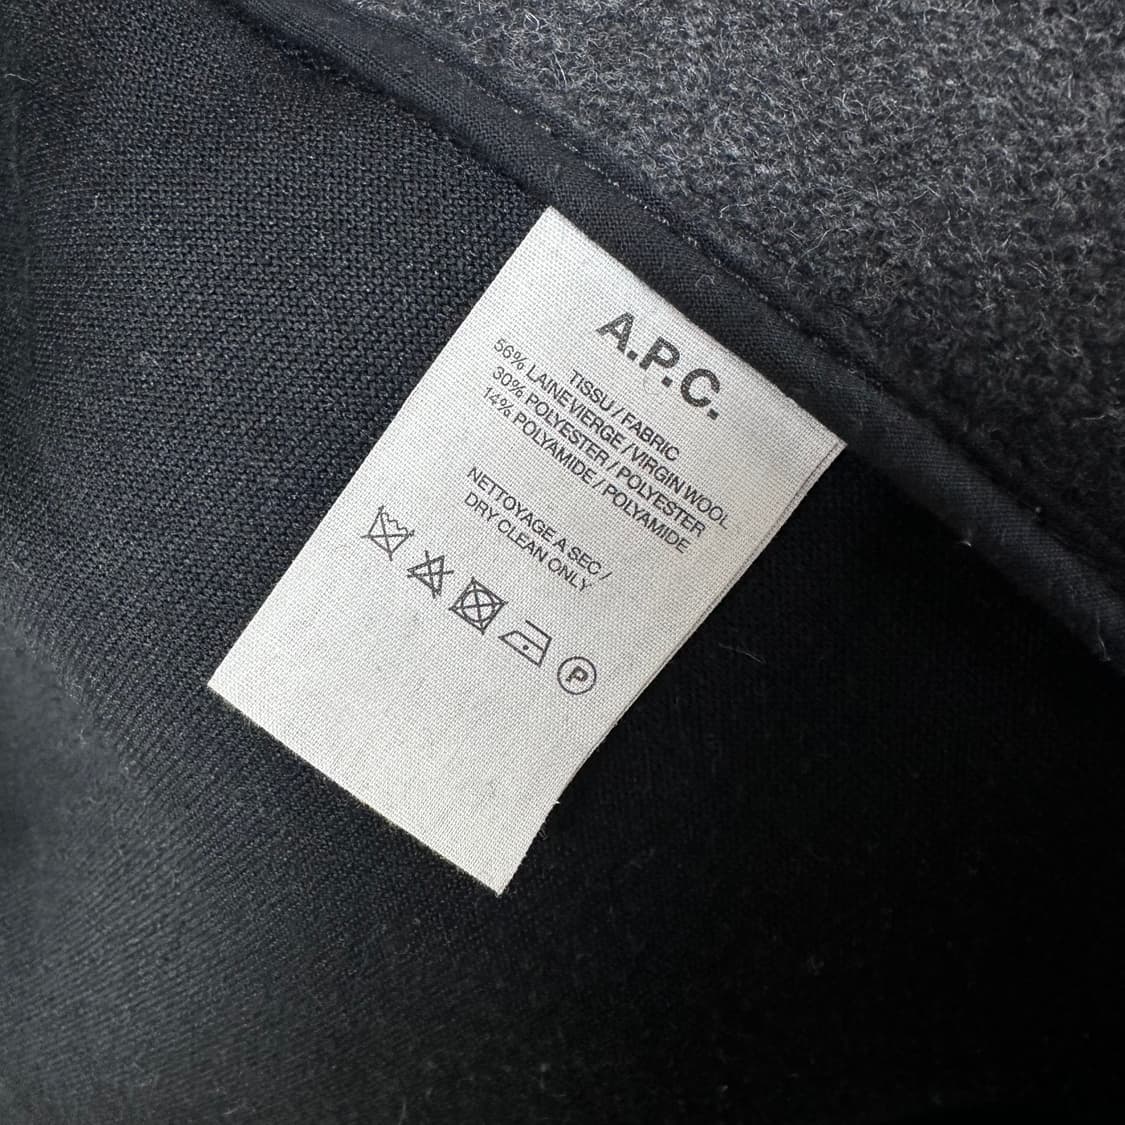 A.P.C.
TISSU / FABRIC
56% LAINEVIERGE / VIRGIN WOOL
30% POLYESTER / POLYESTER
14% POLYAMIDE / POLYAMIDE
NETTOYAGE A SEC /
DRY CLEAN ONLY
P